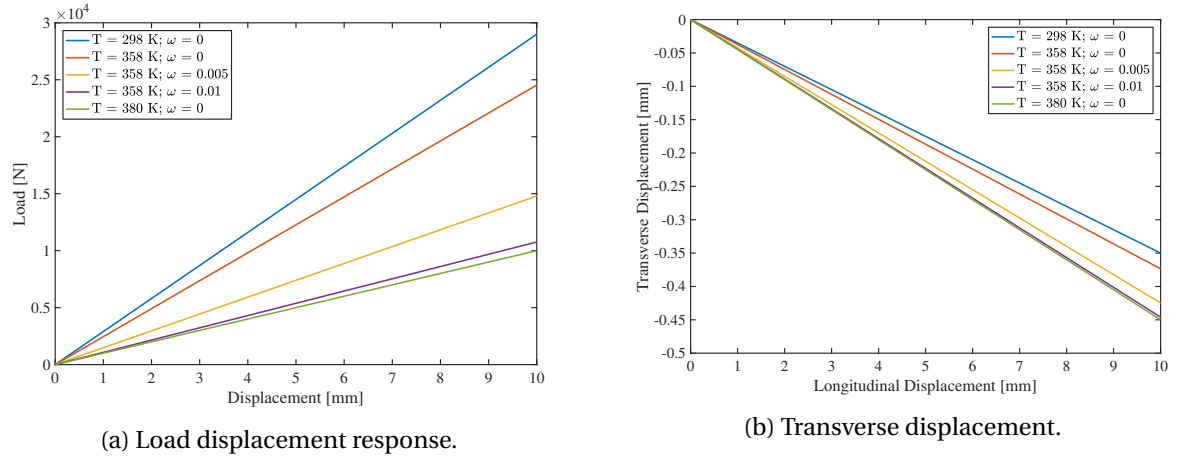 3 ×10⁴
T = 298 K; ω = 0
T = 358 K; ω = 0
T = 358 K; ω = 0.005
T = 358 K; ω = 0.01
T = 380 K; ω = 0
2.5
2
1.5
1
0.5
0
Load [N]
0 1 2 3 4 5 6 7 8 9 10
Displacement [mm]
(a) Load displacement response.
0
-0.05
-0.1
-0.15
-0.2
-0.25
-0.3
-0.35
-0.4
-0.45
-0.5
Transverse Displacement [mm]
T = 298 K; ω = 0
T = 358 K; ω = 0
T = 358 K; ω = 0.005
T = 358 K; ω = 0.01
T = 380 K; ω = 0
0 1 2 3 4 5 6 7 8 9 10
Longitudinal Displacement [mm]
(b) Transverse displacement.